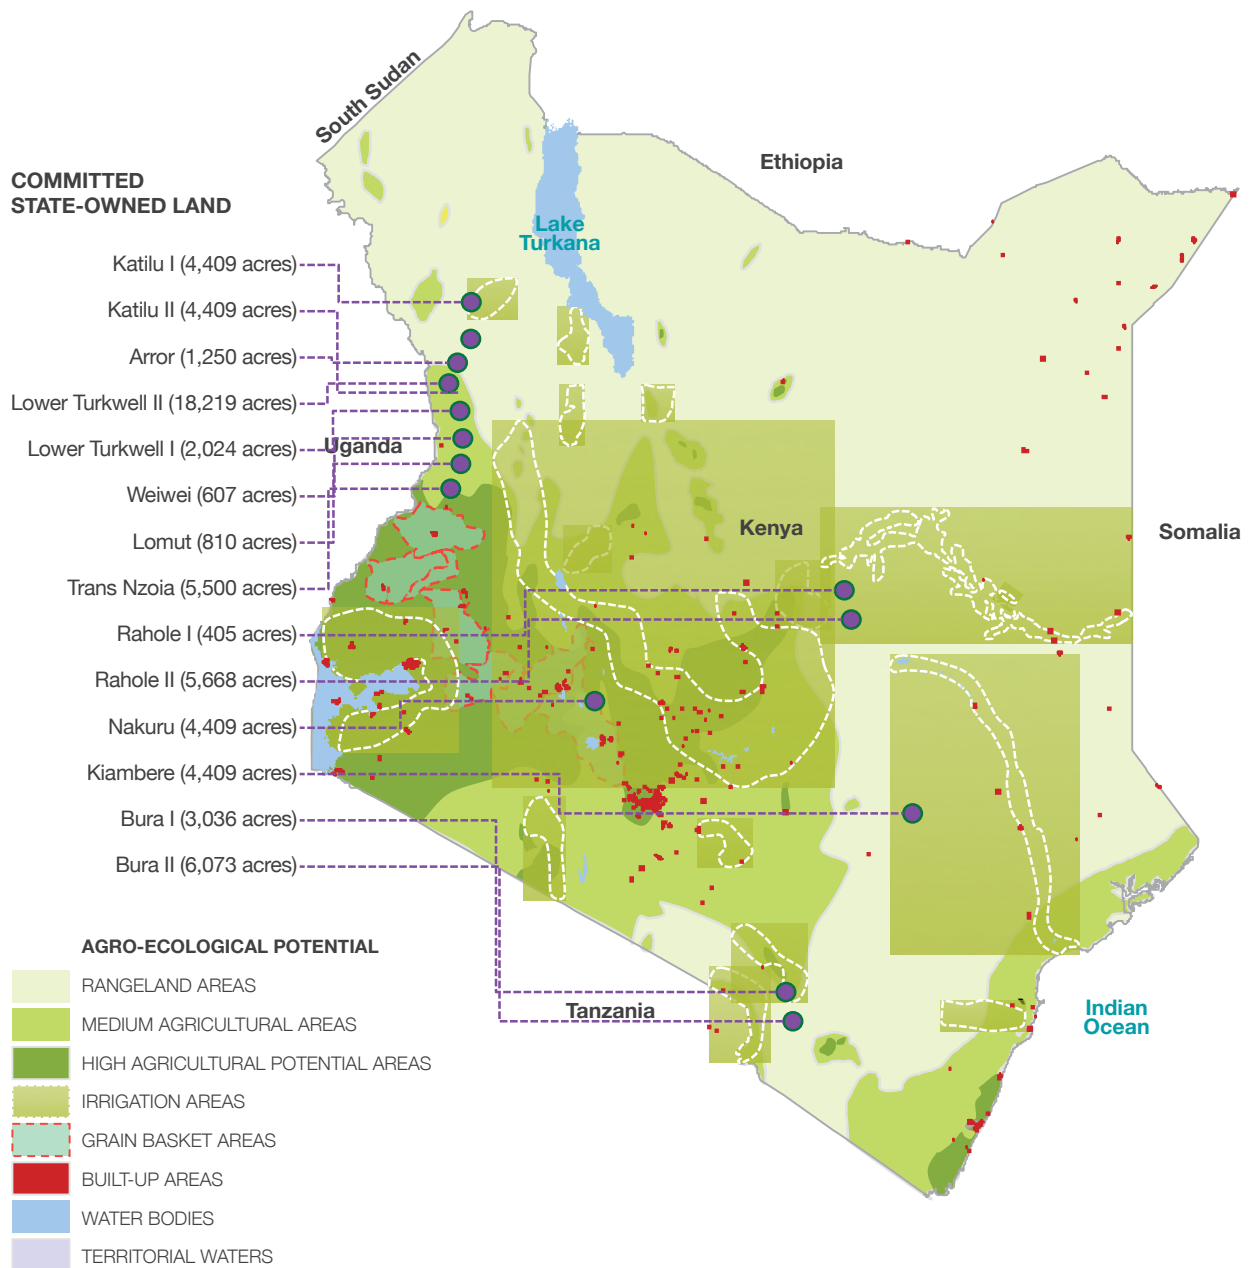 South Sudan
Ethiopia
COMMITTED
STATE-OWNED LAND
Lake
Turkana
Katilu I (4,409 acres)
Katilu II (4,409 acres)
Arror (1,250 acres)
Lower Turkwell II (18,219 acres)
Lower Turkwell I (2,024 acres)
Uganda
Weiwei (607 acres)
Kenya
Somalia
Lomut (810 acres)
Trans Nzoia (5,500 acres)
Rahole I (405 acres)
Rahole II (5,668 acres)
Nakuru (4,409 acres)
Kiambere (4,409 acres)
Bura I (3,036 acres)
Bura II (6,073 acres)
Tanzania
Indian
Ocean
AGRO-ECOLOGICAL POTENTIAL
RANGELAND AREAS
MEDIUM AGRICULTURAL AREAS
HIGH AGRICULTURAL POTENTIAL AREAS
IRRIGATION AREAS
GRAIN BASKET AREAS
BUILT-UP AREAS
WATER BODIES
TERRITORIAL WATERS